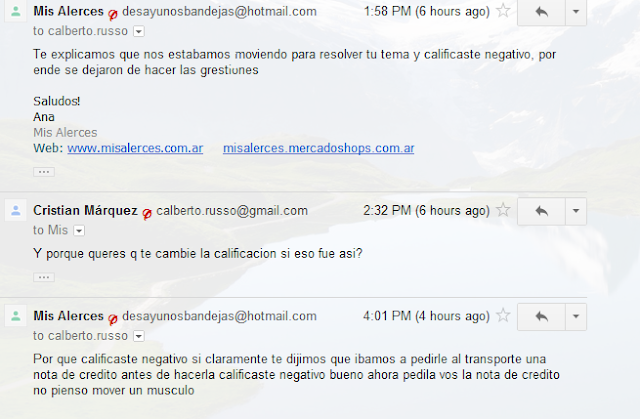 Mis Alerces desayunosbandejas@hotmail.com 1:58 PM (6 hours ago)
to calberto.russo
Te explicamos que nos estabamos moviendo para resolver tu tema y calificaste negativo, por
ende se dejaron de hacer las grestiones
Saludos!
Ana
Mis Alerces
Web: www.misalerces.com.ar misalerces.mercadoshops.com.ar
Cristian Márquez calberto.russo@gmail.com 2:32 PM (6 hours ago)
to Mis
Y porque queres q te cambie la calificacion si eso fue asi?
Mis Alerces desayunosbandejas@hotmail.com 4:01 PM (4 hours ago)
to calberto.russo
Por que calificaste negativo si claramente te dijimos que ibamos a pedirle al transporte una
nota de credito antes de hacerla calificaste negativo bueno ahora pedila vos la nota de credito
no pienso mover un musculo